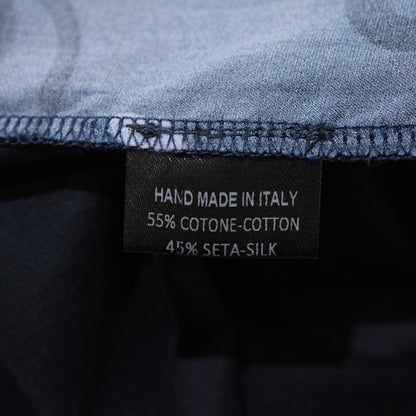 HAND MADE IN ITALY
55% COTONE-COTTON
45% SETA-SILK